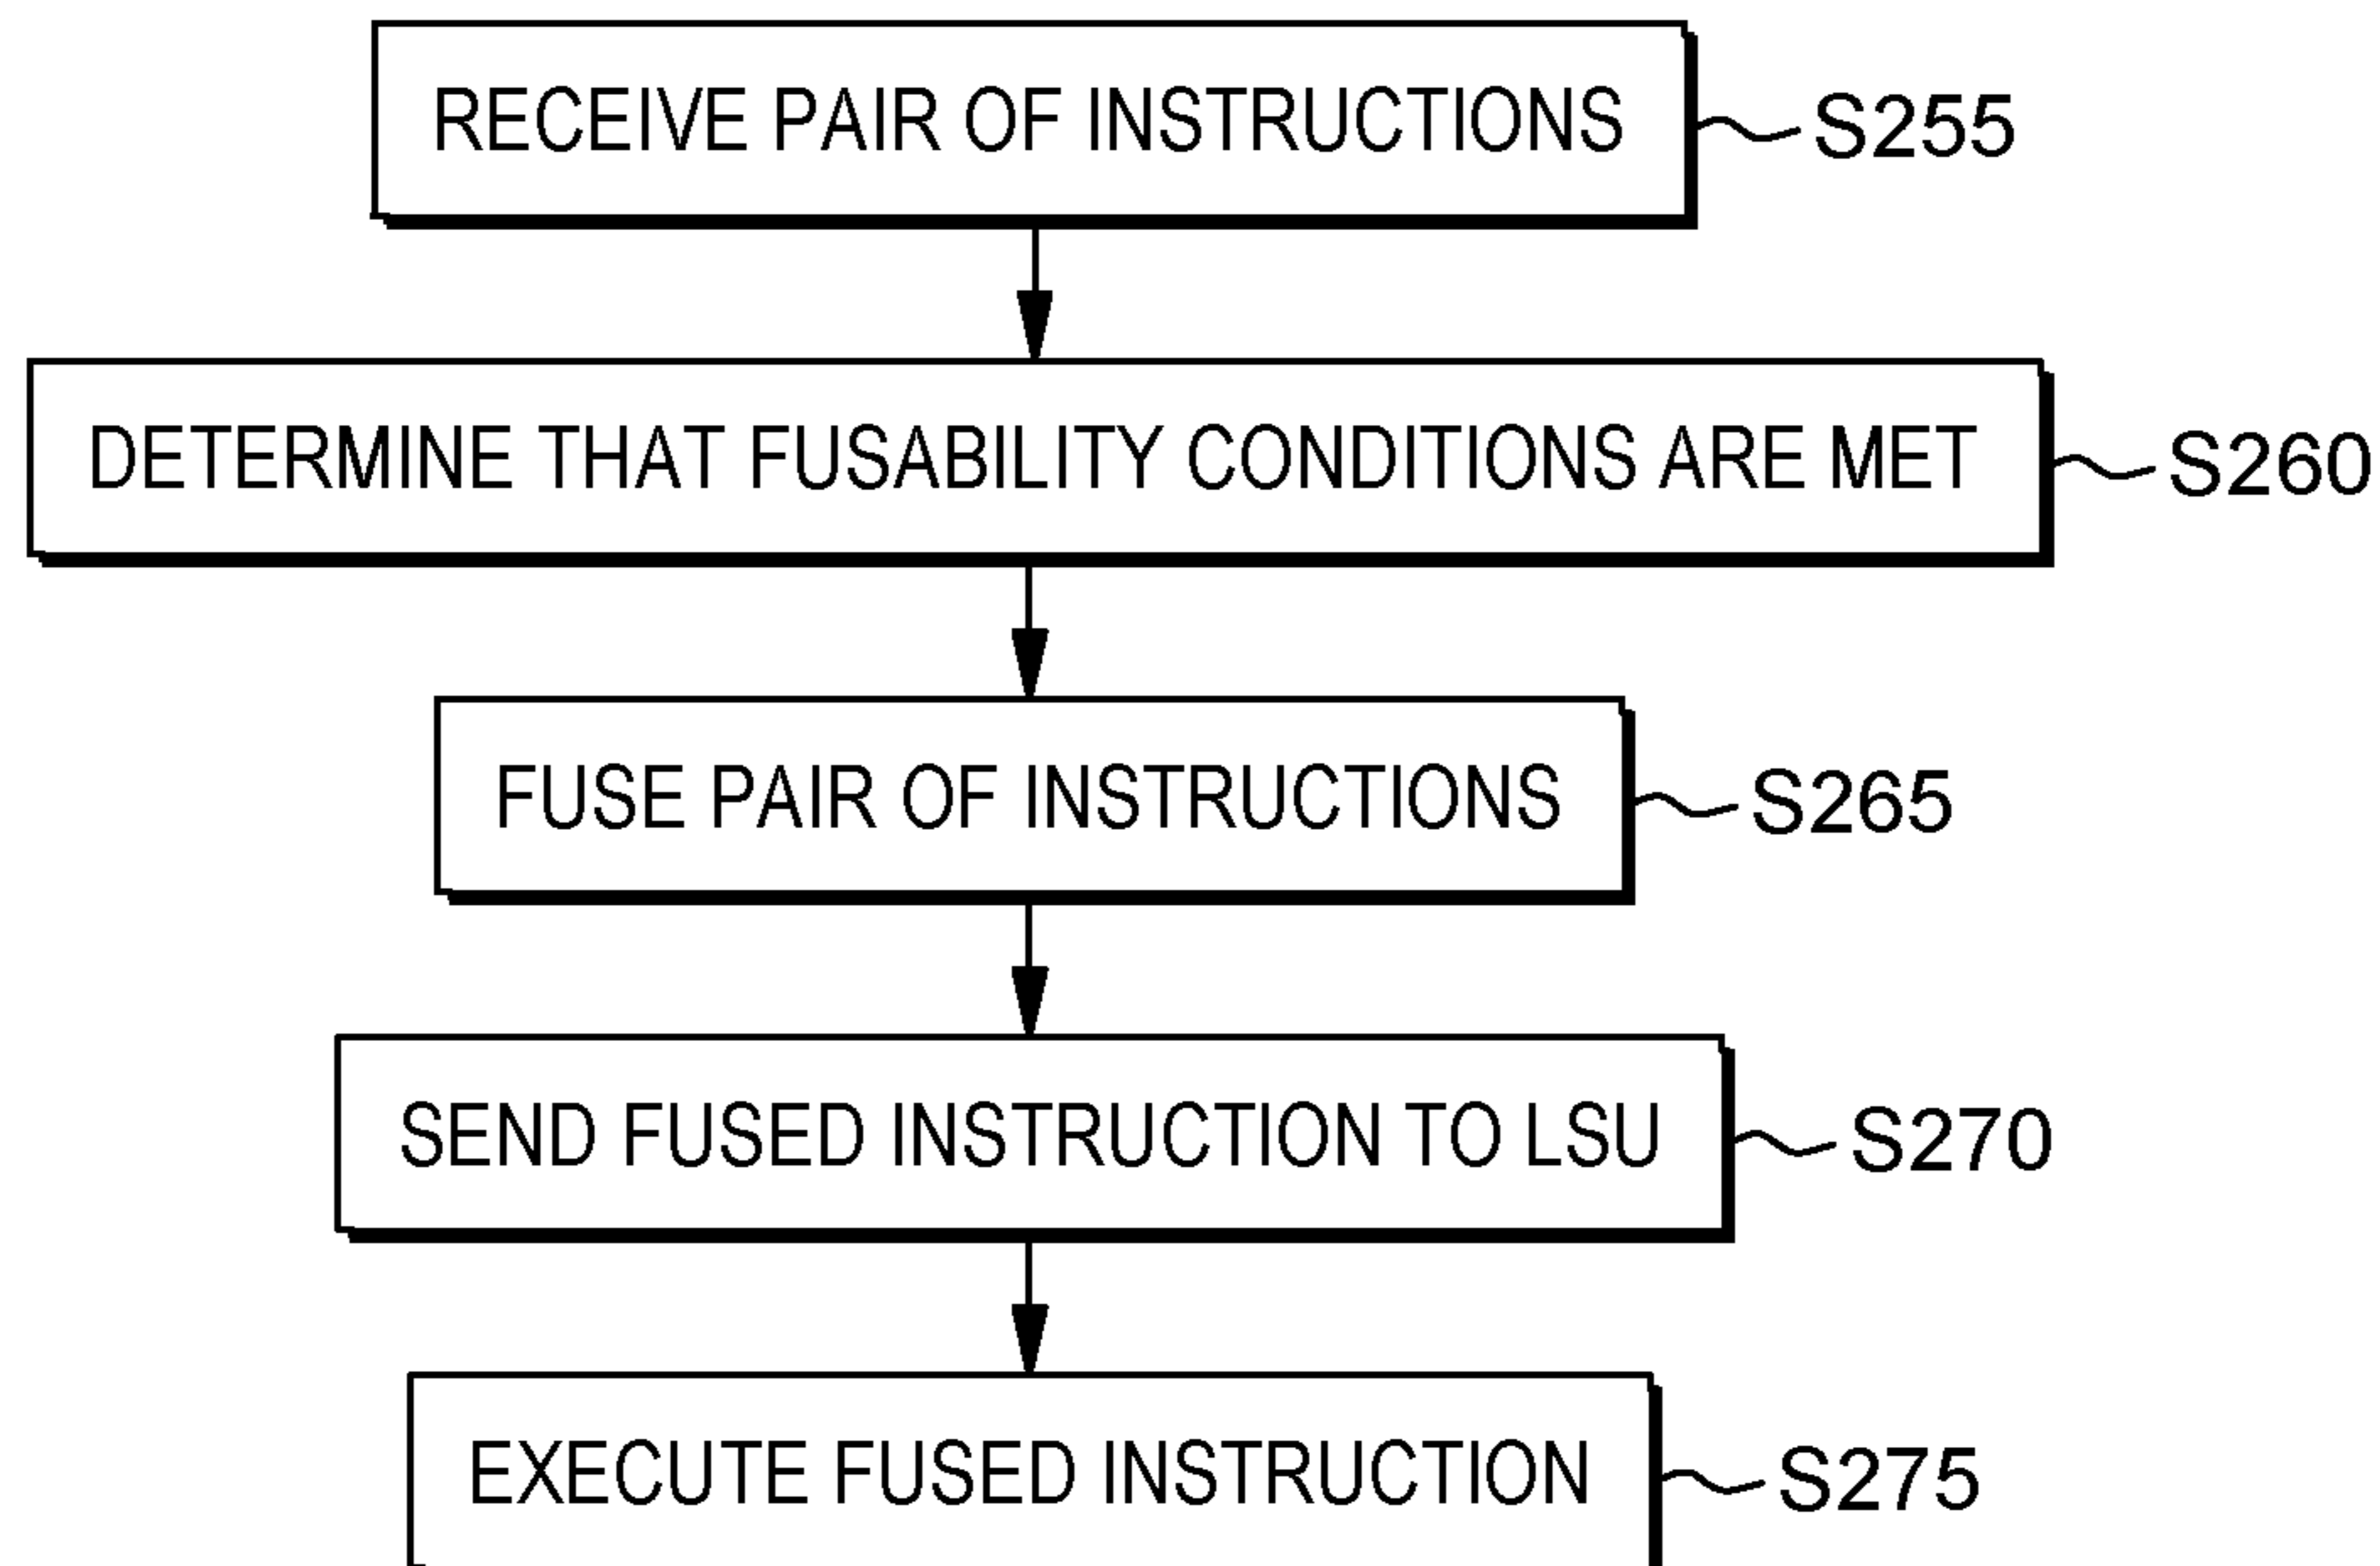 RECEIVE PAIR OF INSTRUCTIONS S255
DETERMINE THAT FUSABILITY CONDITIONS ARE MET S260
FUSE PAIR OF INSTRUCTIONS S265
SEND FUSED INSTRUCTION TO LSU S270
EXECUTE FUSED INSTRUCTION S275